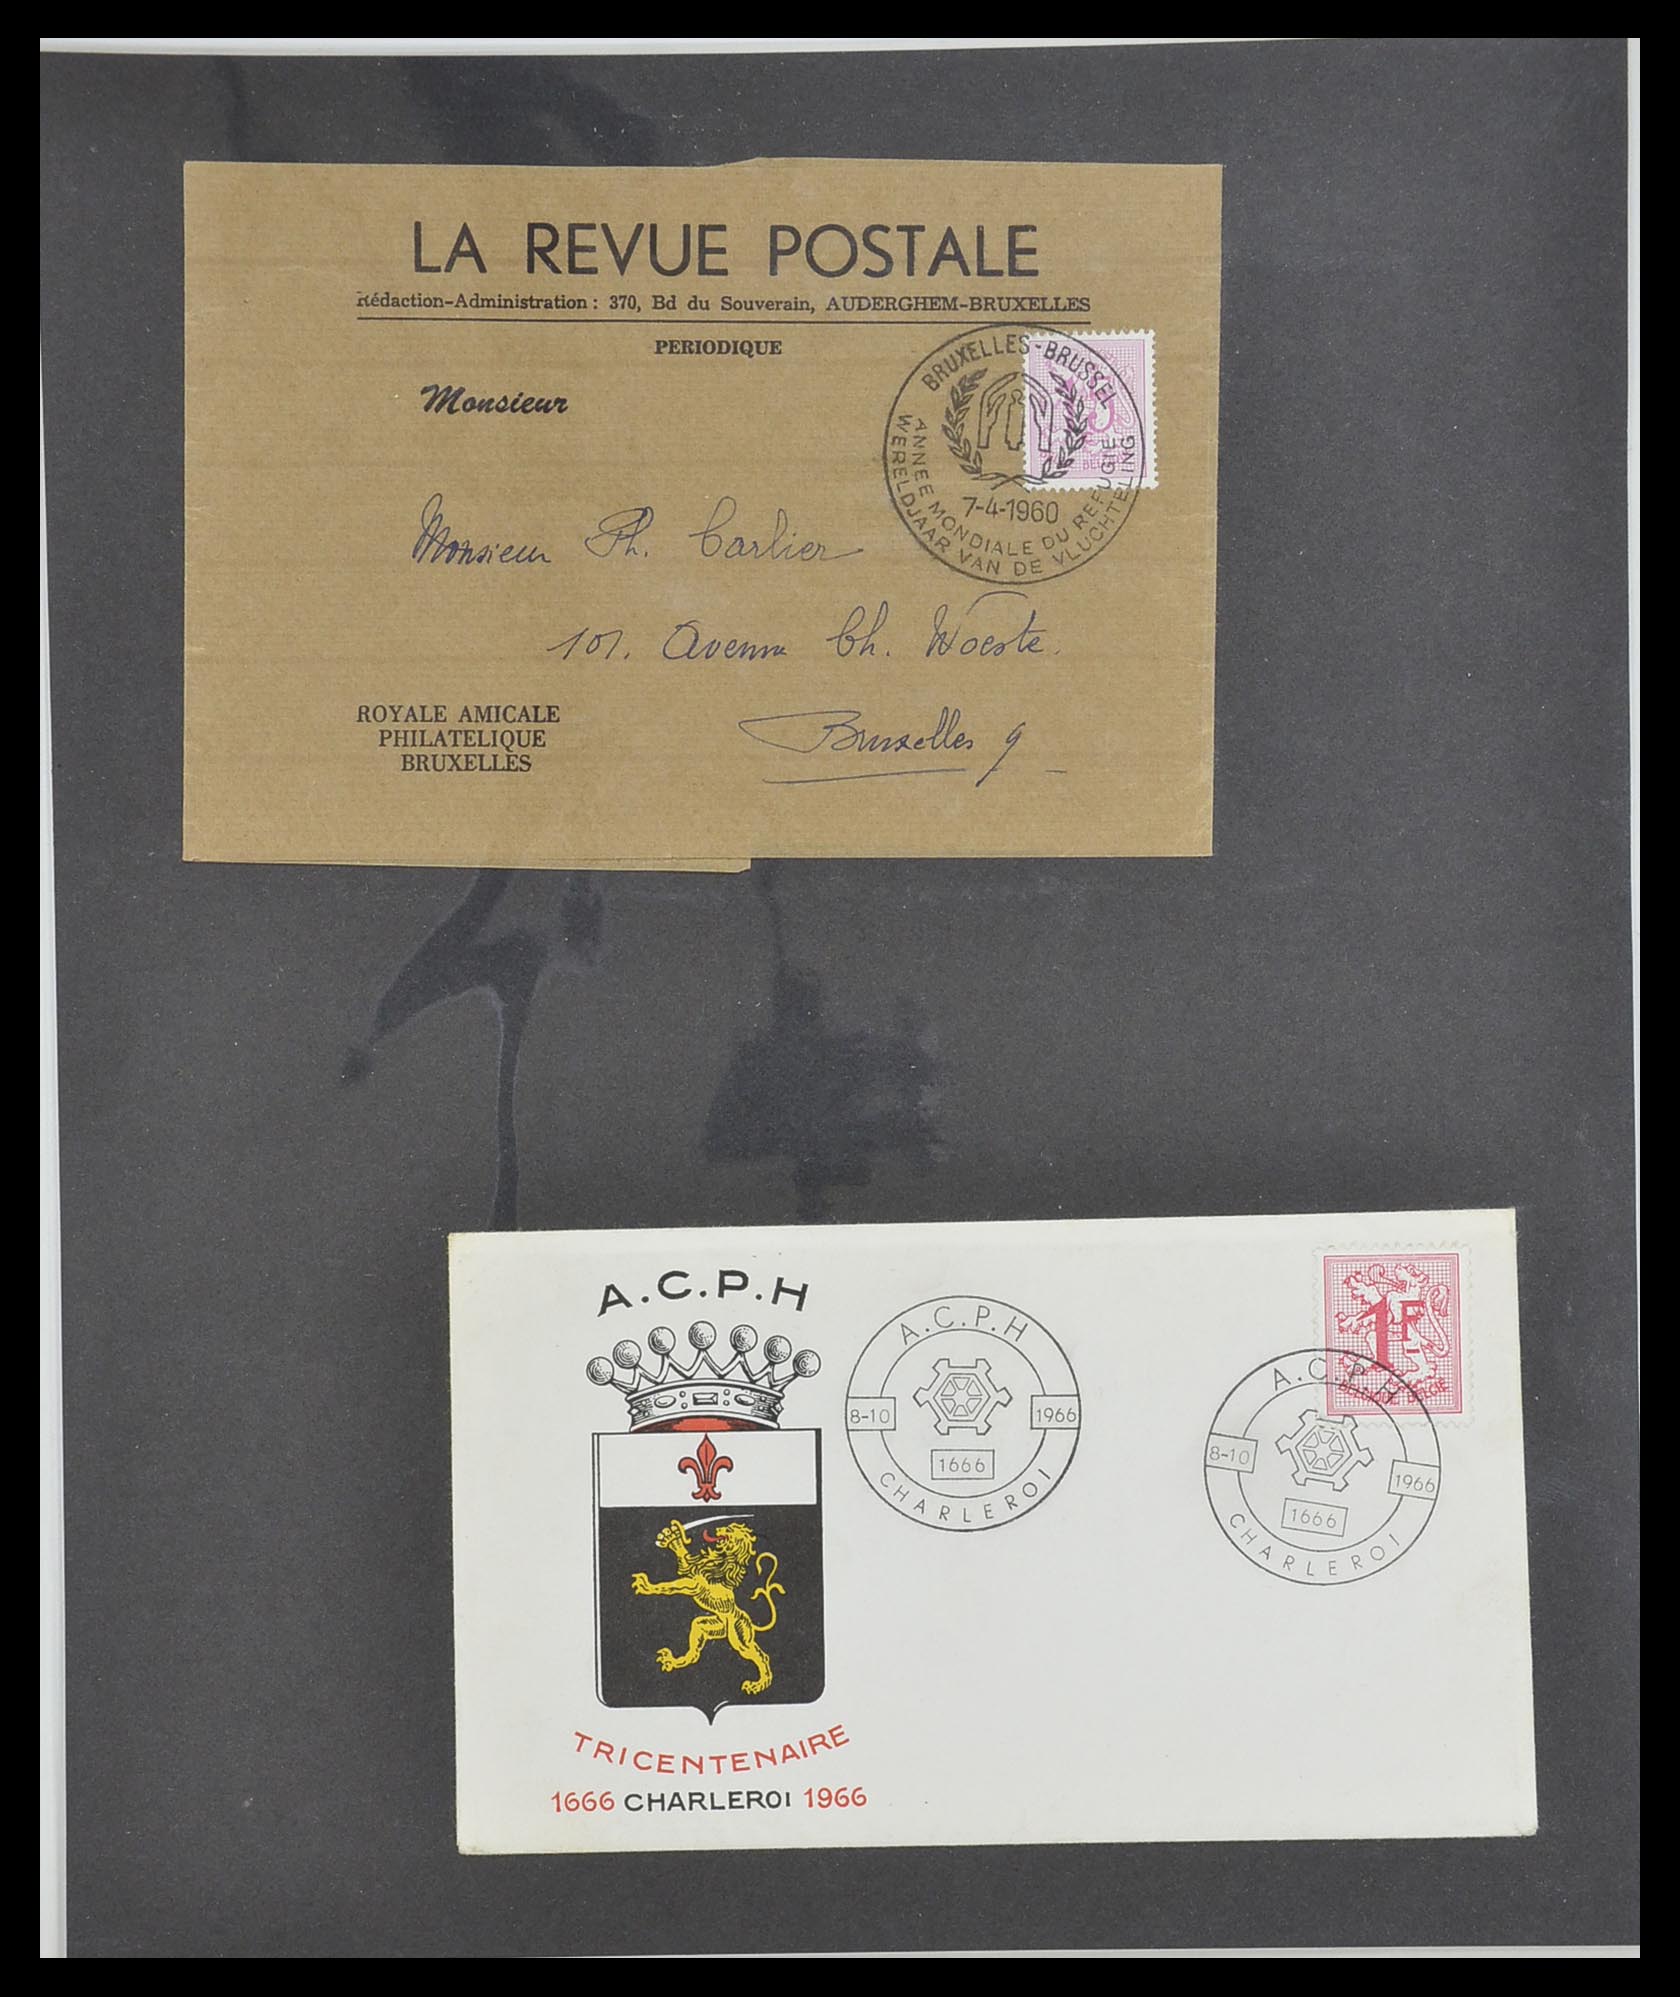 LA REVUE POSTALE
Rédaction-Administration : 370, Bd du Souverain, AUDERGHEM-BRUXELLES
PERIODIQUE
Monsieur
BRUXELLES-BRUSSEL
7-4-1960
ANNEE MONDIALE DU REFUGIE
WERELDJAAR VAN DE VLUCHTELING
Monsieur Ph. Carlier
101. Avenue Ch. Woeste.
Bruxelles 9
ROYALE AMICALE
PHILATELIQUE
BRUXELLES
A.C.P.H
TRICENTENAIRE
1666 CHARLEROI 1966
A.C.P.H
8-10 1966
1666
CHARLEROI
1F
BELGIQUE BELGIE
A.C.P.H
8-10 1966
1666
CHARLEROI